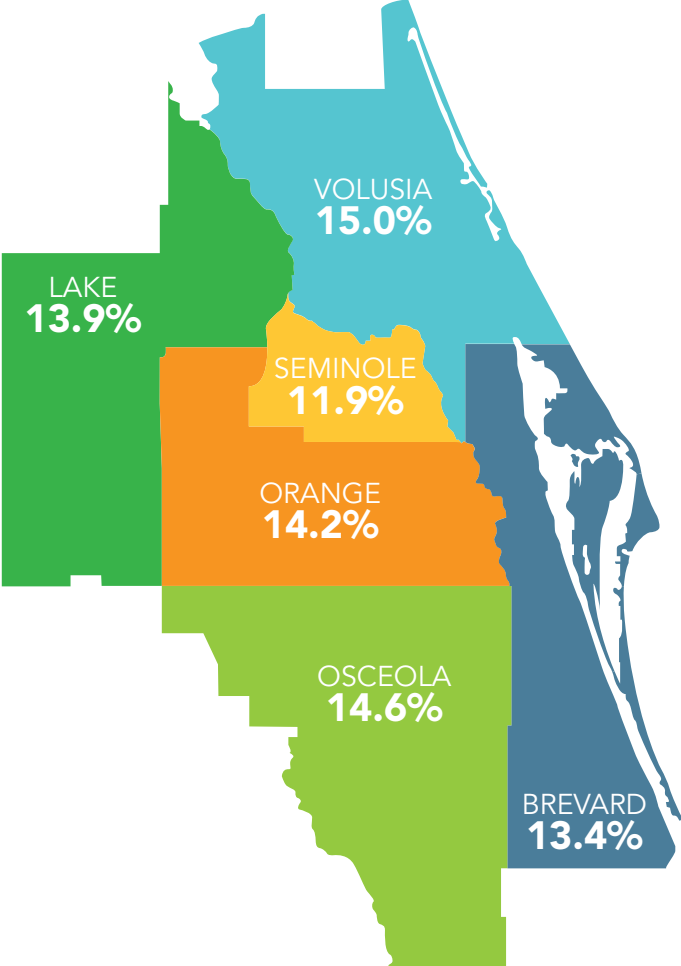 VOLUSIA
15.0%
LAKE
13.9%
SEMINOLE
11.9%
ORANGE
14.2%
OSCEOLA
14.6%
BREVARD
13.4%